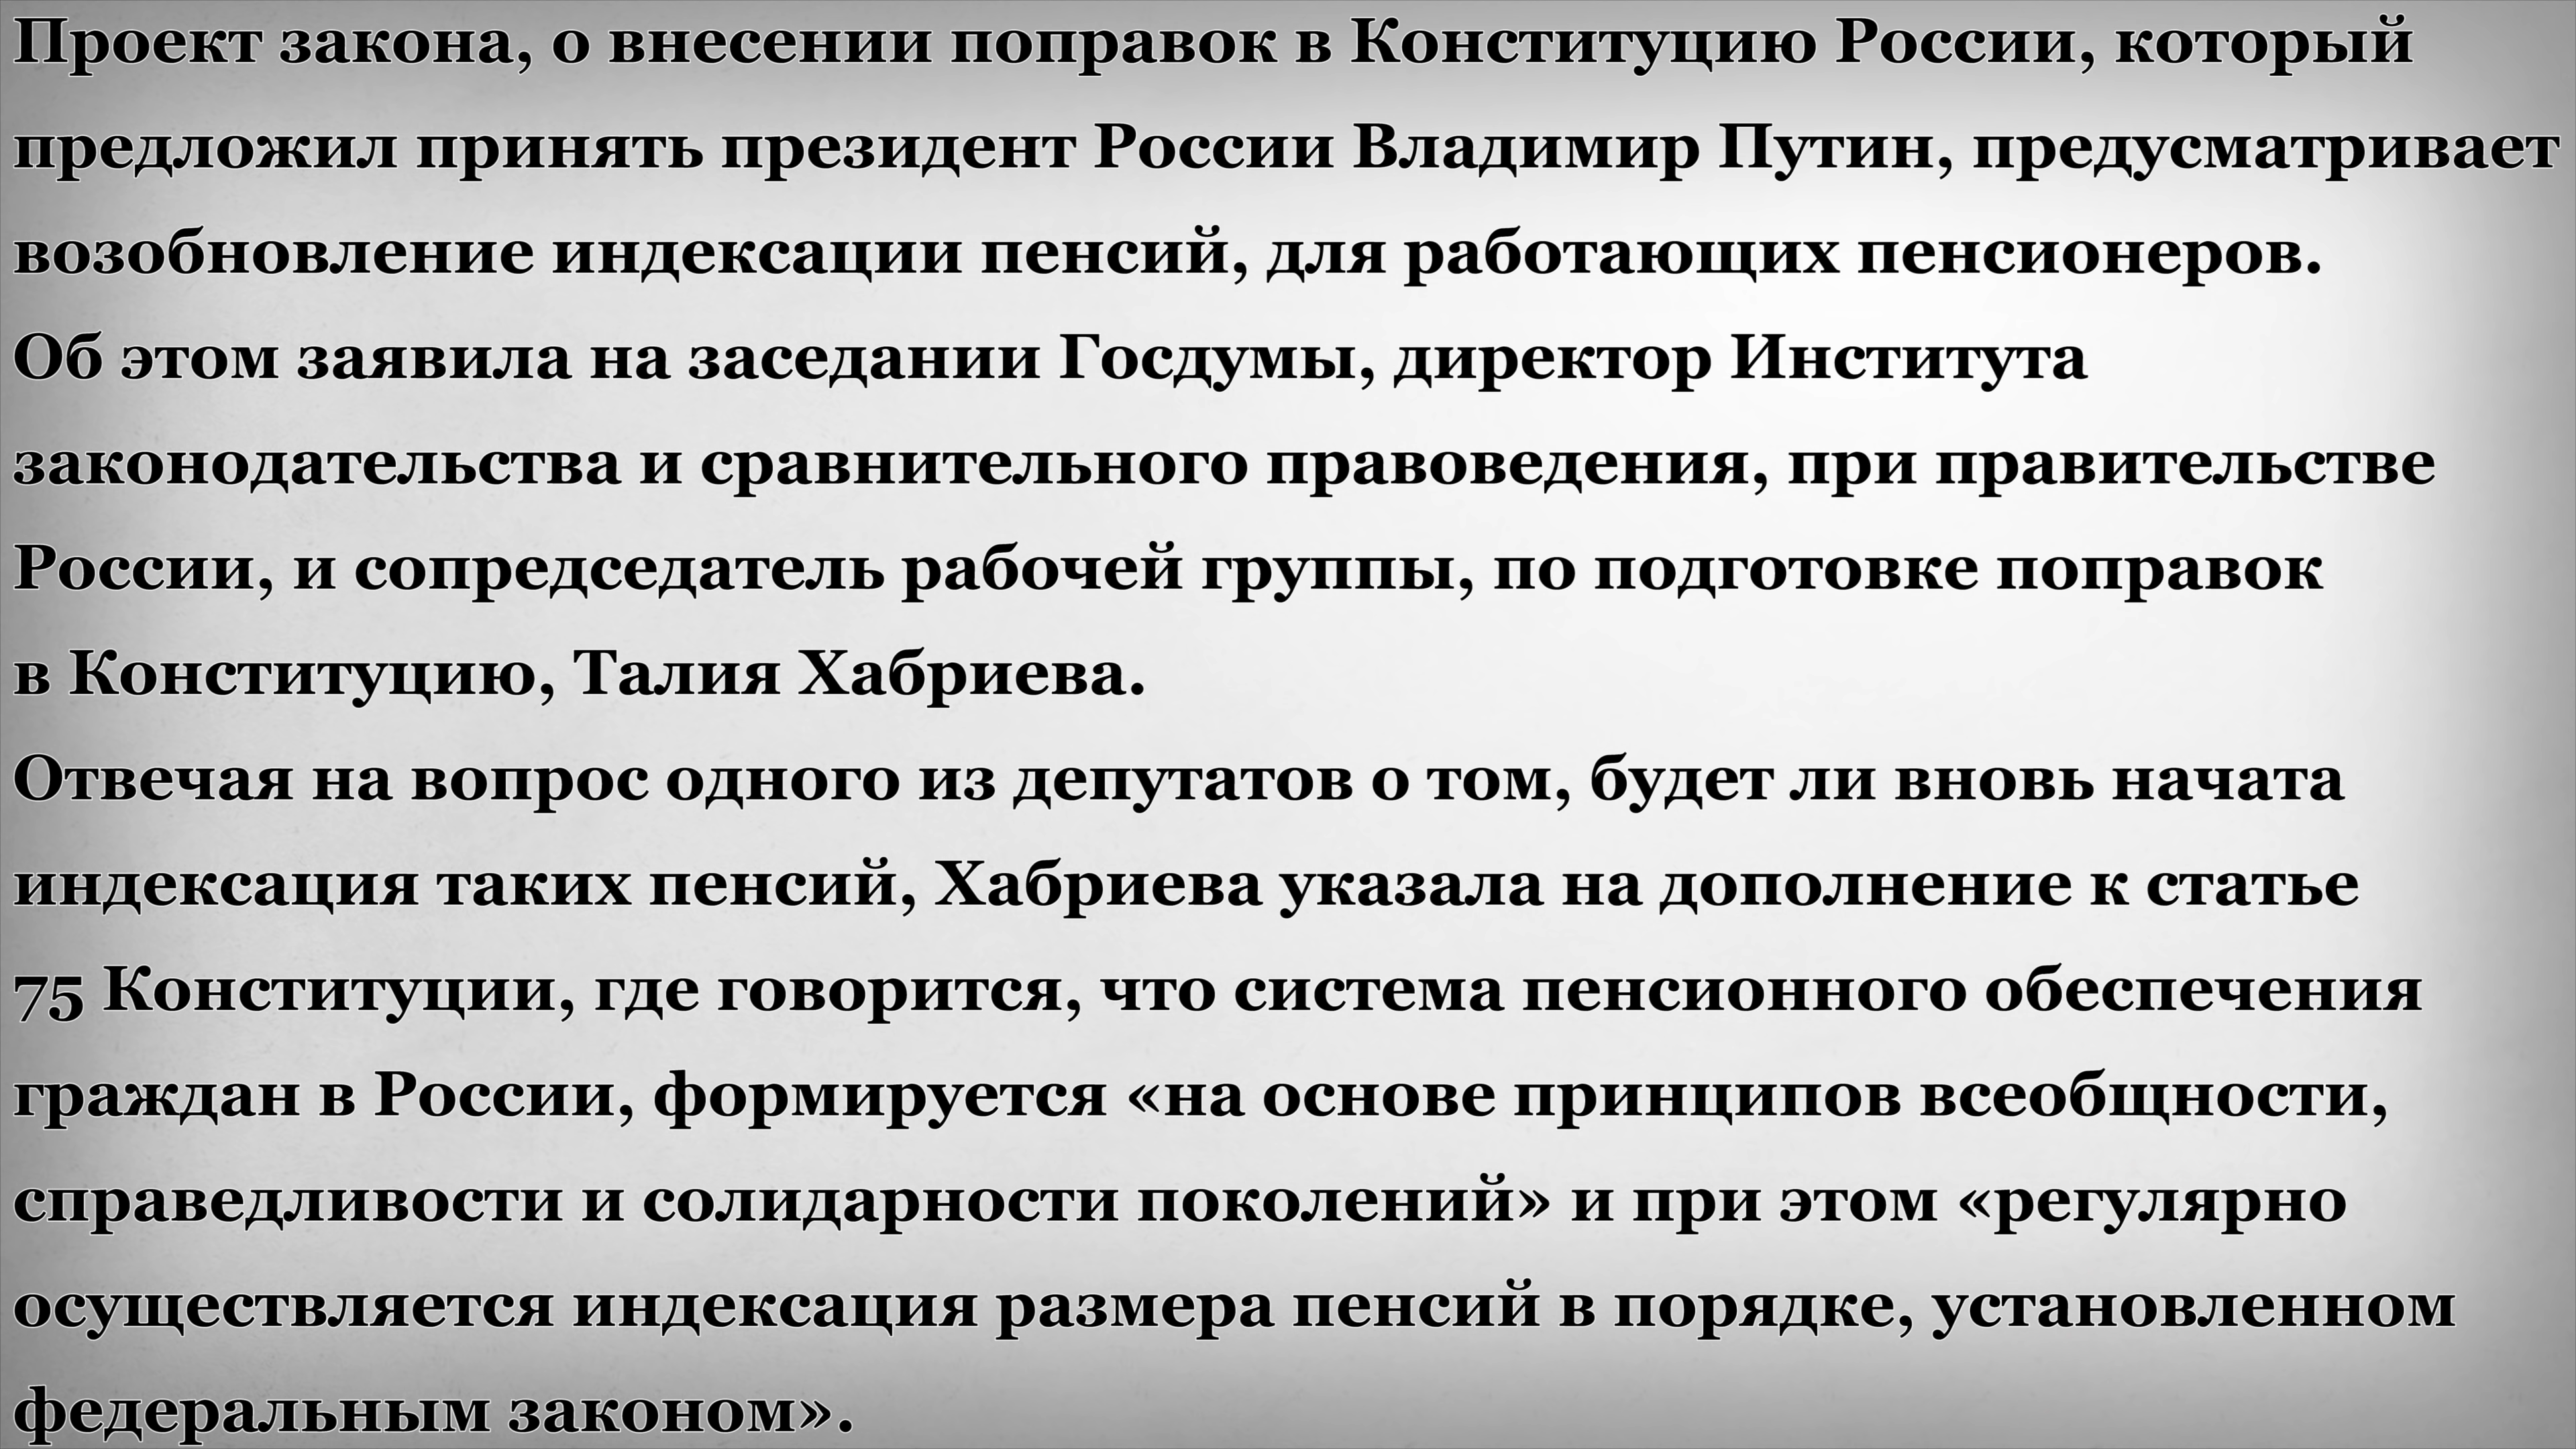 Проект закона, о внесении поправок в Конституцию России, который
предложил принять президент России Владимир Путин, предусматривает
возобновление индексации пенсий, для работающих пенсионеров.
Об этом заявила на заседании Госдумы, директор Института
законодательства и сравнительного правоведения, при правительстве
России, и сопредседатель рабочей группы, по подготовке поправок
в Конституцию, Талия Хабриева.
Отвечая на вопрос одного из депутатов о том, будет ли вновь начата
индексация таких пенсий, Хабриева указала на дополнение к статье
75 Конституции, где говорится, что система пенсионного обеспечения
граждан в России, формируется «на основе принципов всеобщности,
справедливости и солидарности поколений» и при этом «регулярно
осуществляется индексация размера пенсий в порядке, установленном
федеральным законом».